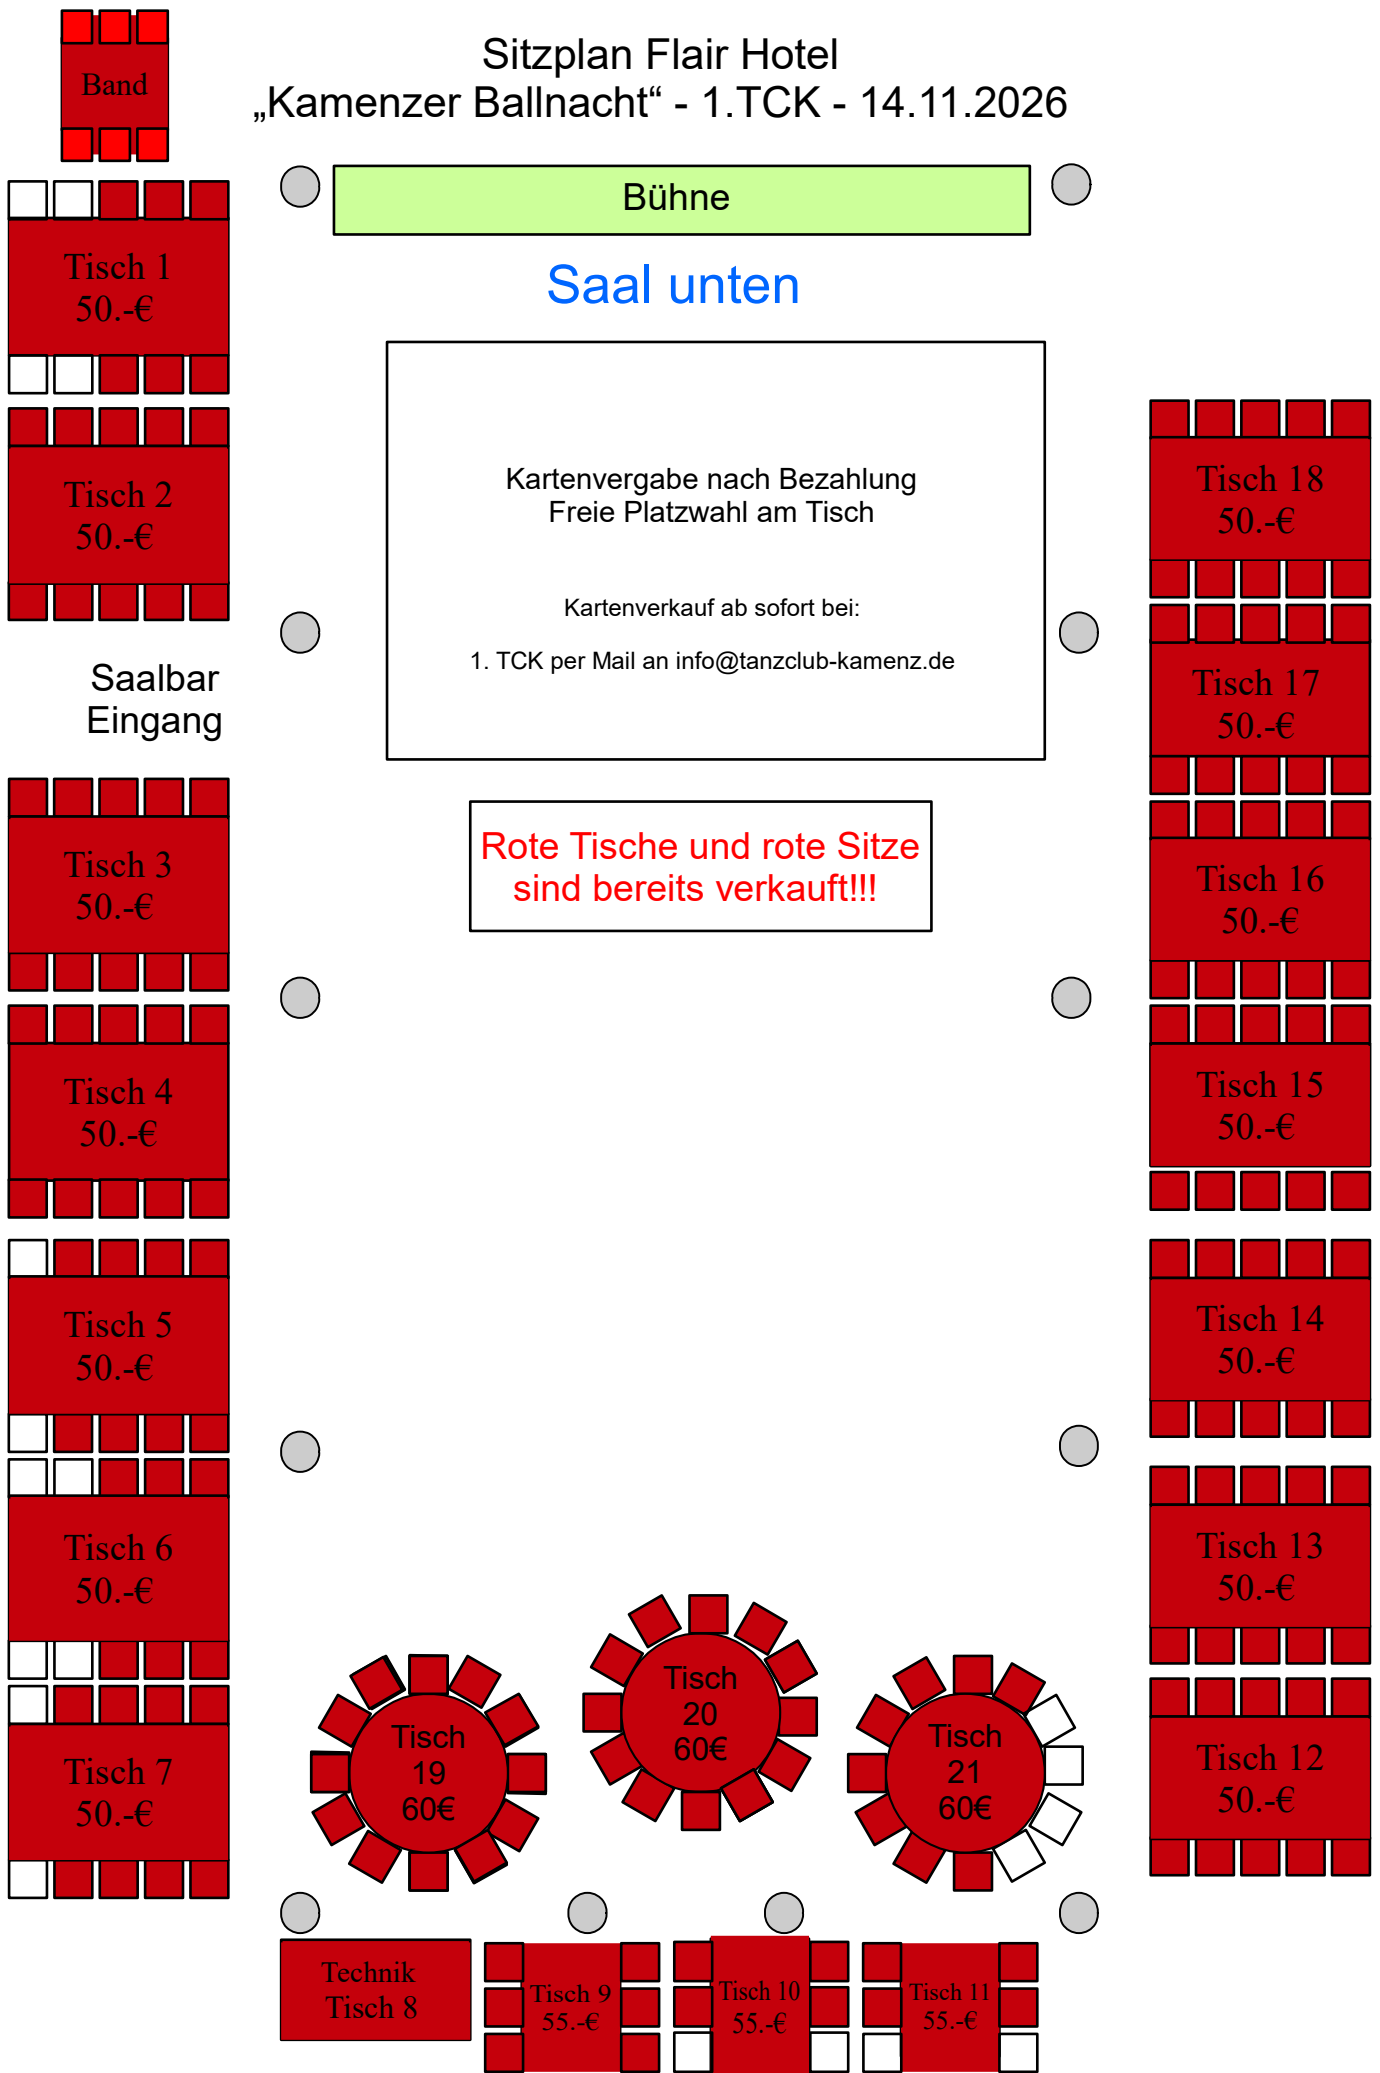 Sitzplan Flair Hotel
„Kamenzer Ballnacht“ - 1.TCK - 14.11.2026
Band
Bühne
Saal unten
Tisch 1
50.-€
Tisch 2
50.-€
Saalbar
Eingang
Tisch 3
50.-€
Tisch 4
50.-€
Tisch 5
50.-€
Tisch 6
50.-€
Tisch 7
50.-€
Kartenvergabe nach Bezahlung
Freie Platzwahl am Tisch
Kartenverkauf ab sofort bei:
1. TCK per Mail an info@tanzclub-kamenz.de
Rote Tische und rote Sitze
sind bereits verkauft!!!
Tisch 18
50.-€
Tisch 17
50.-€
Tisch 16
50.-€
Tisch 15
50.-€
Tisch 14
50.-€
Tisch 13
50.-€
Tisch 12
50.-€
Tisch
19
60€
Tisch
20
60€
Tisch
21
60€
Technik
Tisch 8
Tisch 9
55.-€
Tisch 10
55.-€
Tisch 11
55.-€